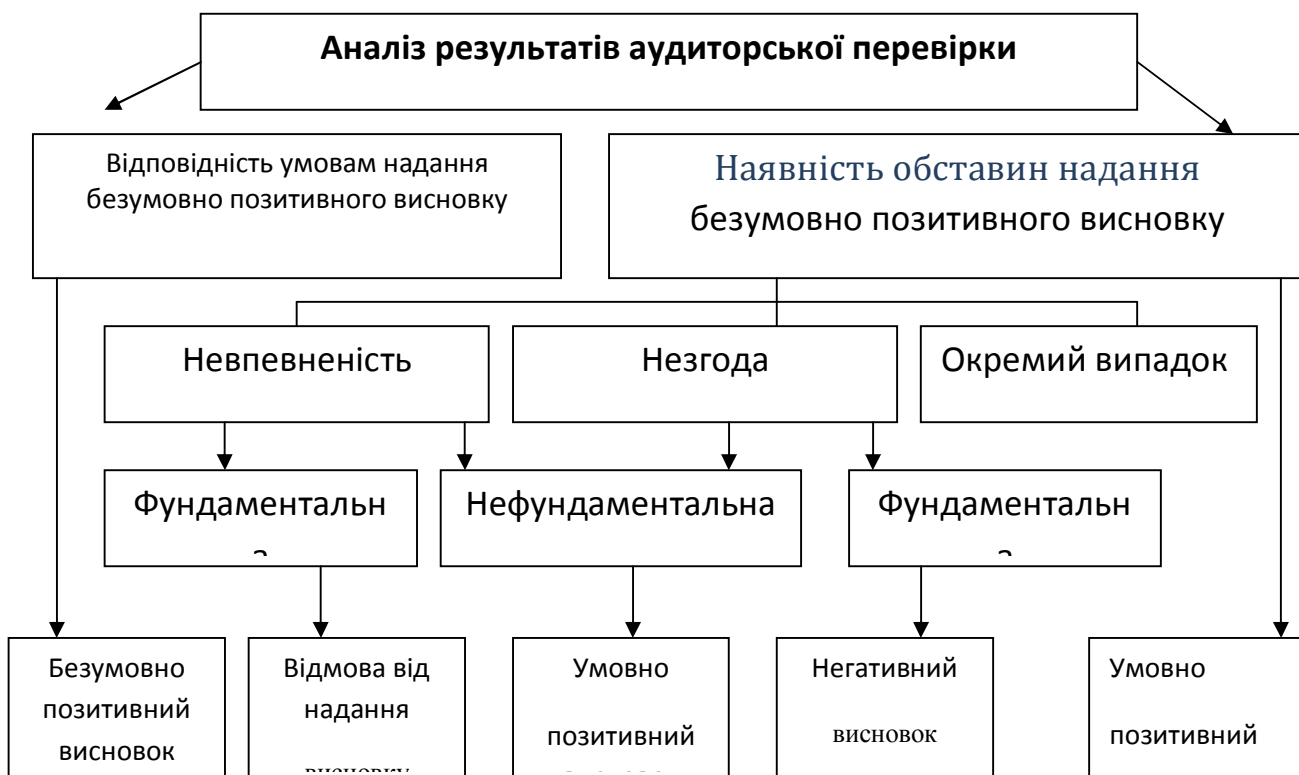 Аналіз результатів аудиторської перевірки
Відповідність умовам надання
безумовно позитивного висновку
Наявність обставин надання
безумовно позитивного висновку
Невпевненість
Незгода
Окремий випадок
Фундаментальн
Нефундаментальна
Фундаментальн
Безумовно
позитивний
висновок
Відмова від
надання
висновку
Умовно
позитивний
Негативний
висновок
Умовно
позитивний